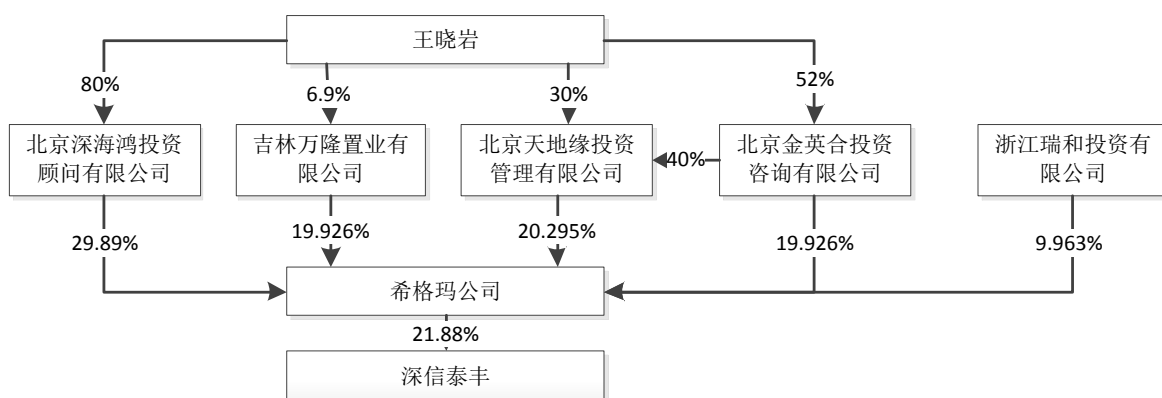 王晓岩
80%
6.9%
30%
52%
北京深海鸿投资
顾问有限公司
吉林万隆置业有
限公司
北京天地缘投资
管理有限公司
40%
北京金英合投资
咨询有限公司
浙江瑞和投资有
限公司
29.89%
19.926%
20.295%
19.926%
9.963%
希格玛公司
21.88%
深信泰丰